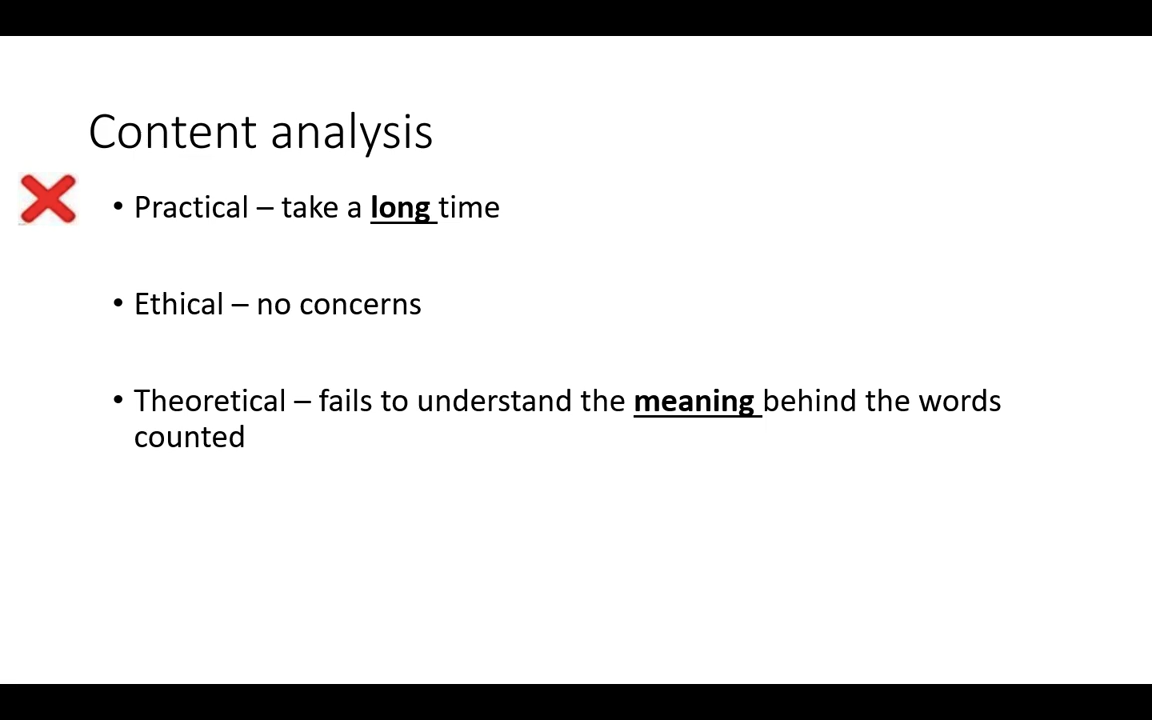 Content analysis
• Practical – take a long time
• Ethical – no concerns
• Theoretical – fails to understand the meaning behind the words
counted